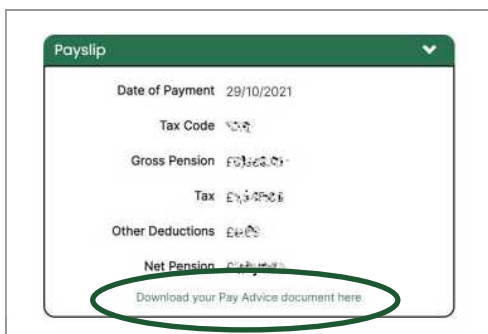 Payslip
Date of Payment 29/10/2021
Tax Code
Gross Pension
Tax
Other Deductions
Net Pension
Download your Pay Advice document here